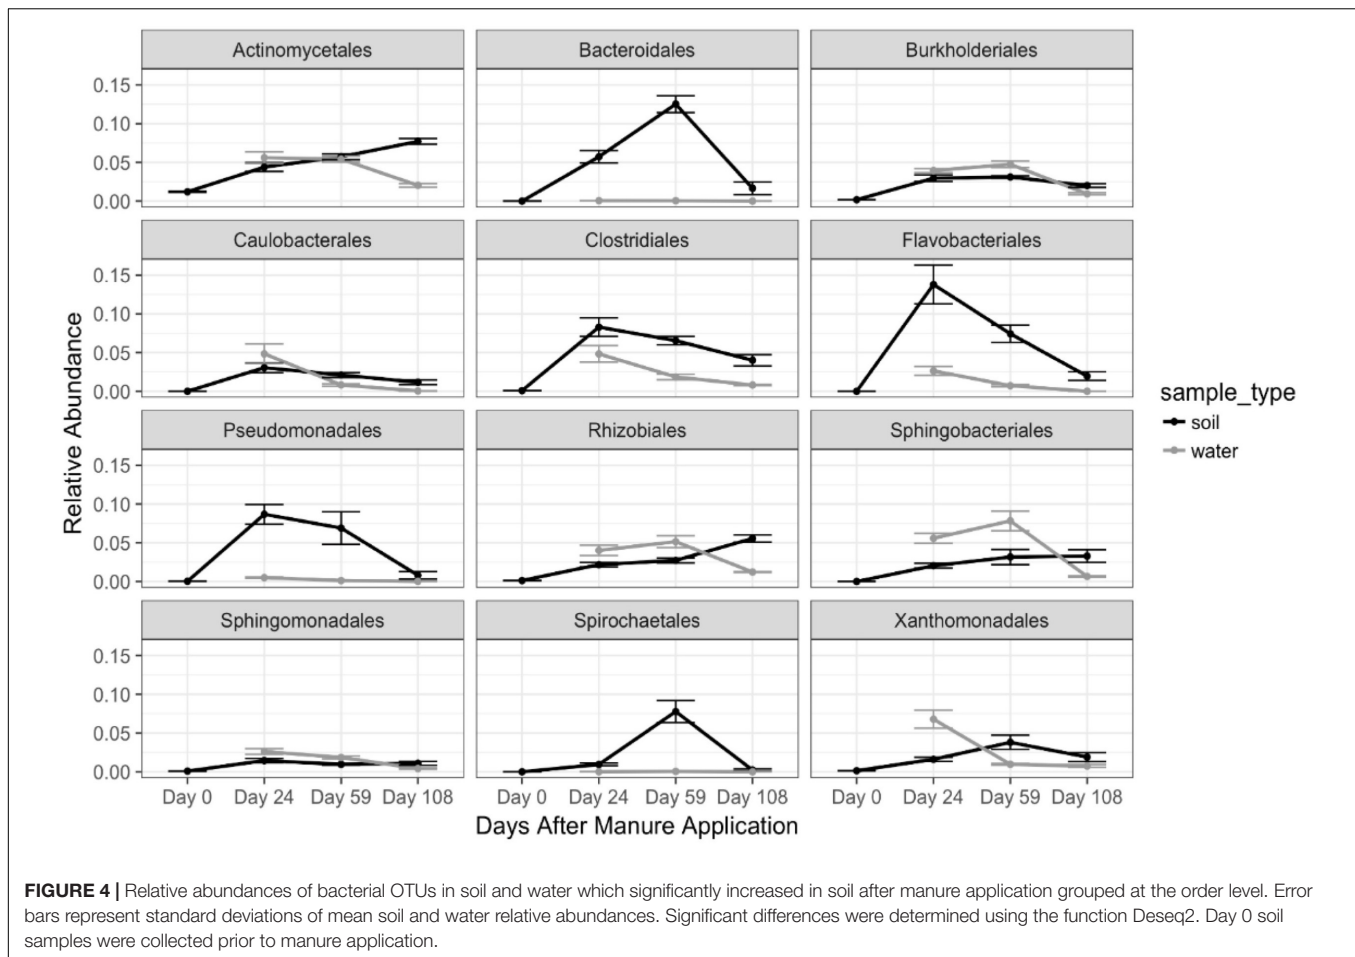 Actinomycetales Bacteroidales Burkholderiales
0.15
0.10
0.05
0.00
Caulobacterales Clostridiales Flavobacteriales
0.15
0.10
0.05
0.00
Pseudomonadales Rhizobiales Sphingobacteriales
0.15
0.10
0.05
0.00
Sphingomonadales Spirochaetales Xanthomonadales
0.15
0.10
0.05
0.00
Day 0 Day 24 Day 59 Day 108 Day 0 Day 24 Day 59 Day 108 Day 0 Day 24 Day 59 Day 108
Days After Manure Application
Relative Abundance
sample_type
soil
water
FIGURE 4 | Relative abundances of bacterial OTUs in soil and water which significantly increased in soil after manure application grouped at the order level. Error
bars represent standard deviations of mean soil and water relative abundances. Significant differences were determined using the function Deseq2. Day 0 soil
samples were collected prior to manure application.